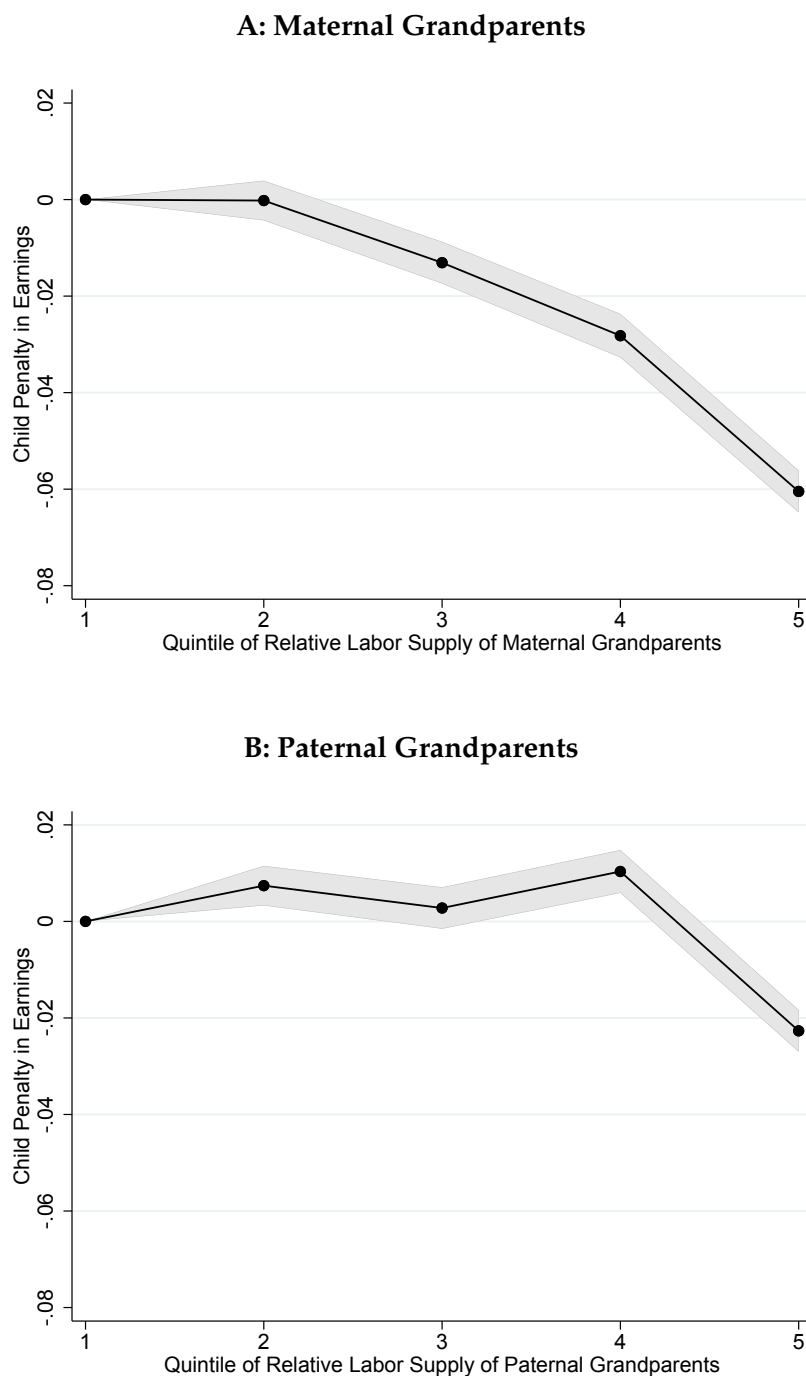 A: Maternal Grandparents
.02
0
-.02
-.04
-.06
-.08
Child Penalty in Earnings
1 2 3 4 5
Quintile of Relative Labor Supply of Maternal Grandparents
B: Paternal Grandparents
.02
0
-.02
-.04
-.06
-.08
Child Penalty in Earnings
1 2 3 4 5
Quintile of Relative Labor Supply of Paternal Grandparents